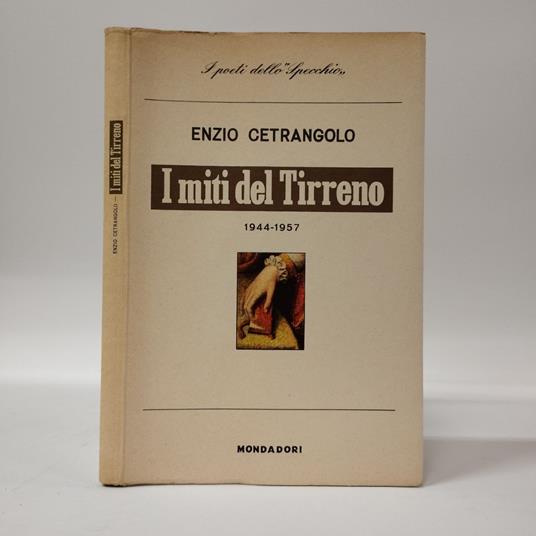 I poeti dello "Specchio„
ENZIO CETRANGOLO
I miti del Tirreno
1944-1957
MONDADORI
ENZIO CETRANGOLO — I miti del Tirreno